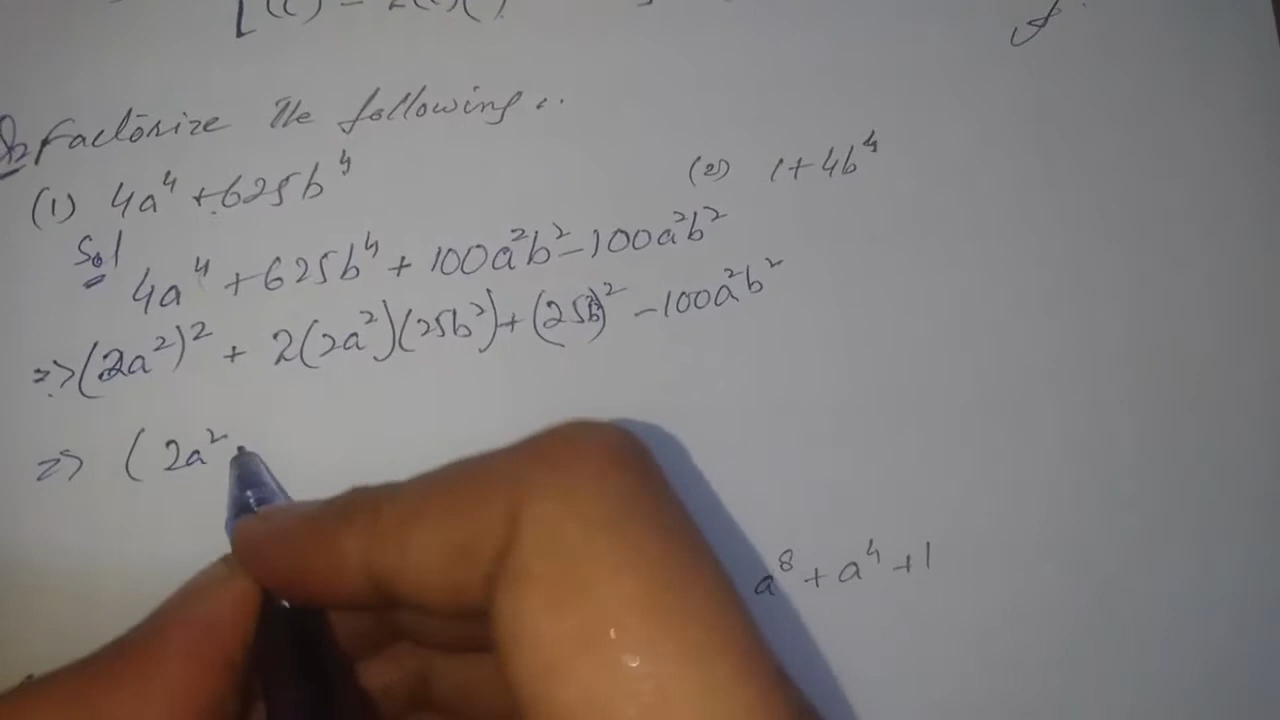 Factorize the following :.
(1) 4a⁴ + 625b⁴
(2) 1 + 4b⁴
Sol
4a⁴ + 625b⁴ + 100a²b² - 100a²b²
=> (2a²)² + 2(2a²)(25b²) + (25b²)² - 100a²b²
=> (2a²
a⁸ + a⁴ + 1